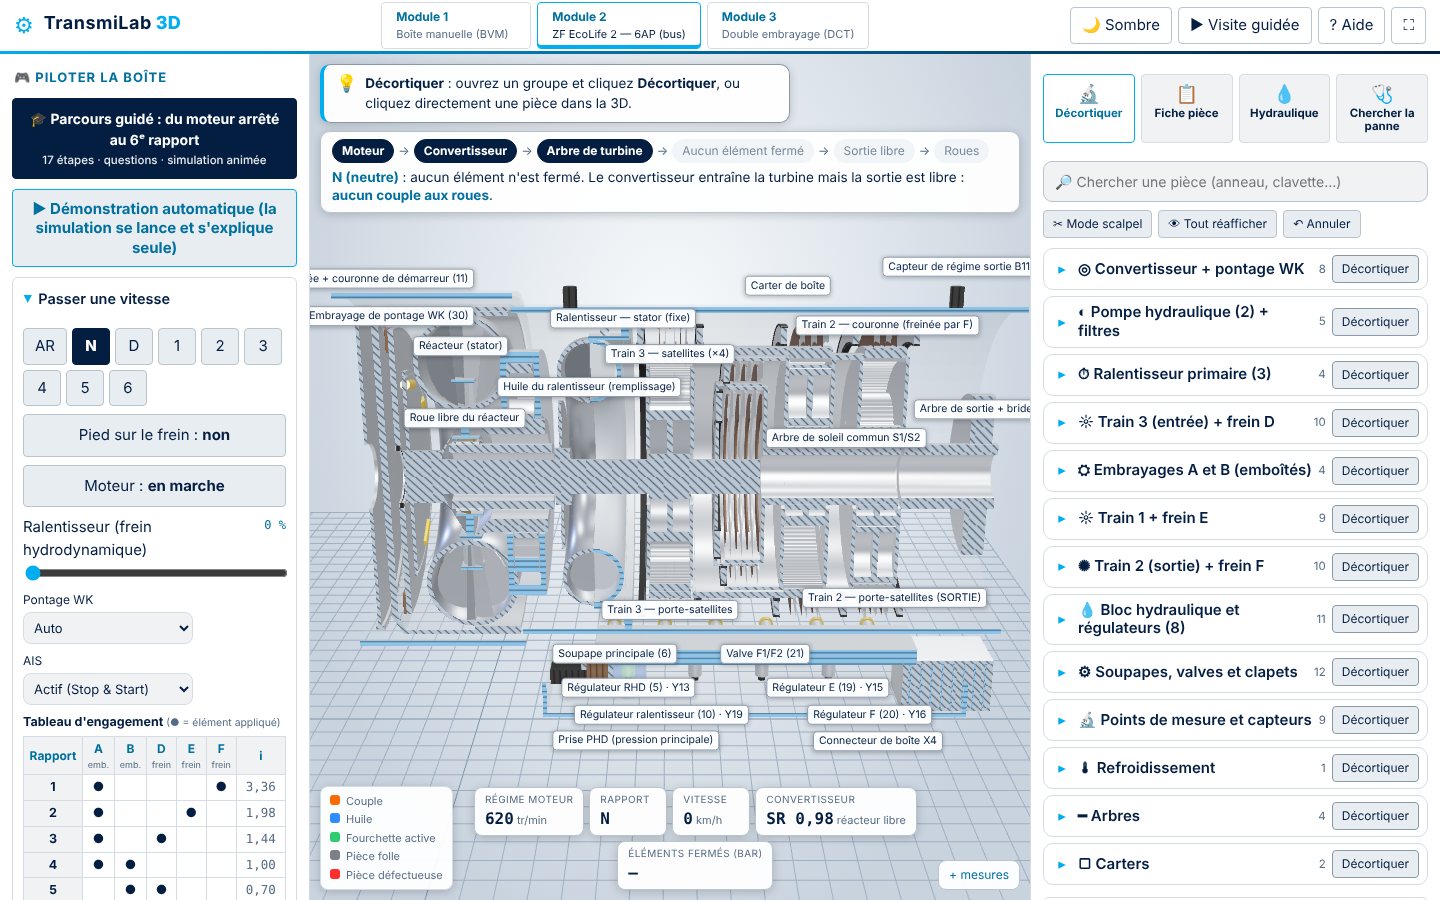 TransmiLab 3D
Module 1
Boîte manuelle (BVM)
Module 2
ZF EcoLife 2 — 6AP (bus)
Module 3
Double embrayage (DCT)
🌙 Sombre
▶ Visite guidée
? Aide
🎮 PILOTER LA BOÎTE
🎓 Parcours guidé : du moteur arrêté
au 6ᵉ rapport
17 étapes · questions · simulation animée
▶ Démonstration automatique (la
simulation se lance et s'explique
seule)
▼ Passer une vitesse
AR N D 1 2 3
4 5 6
Pied sur le frein : non
Moteur : en marche
Ralentisseur (frein
hydrodynamique)
0 %
Pontage WK
Auto
AIS
Actif (Stop & Start)
Tableau d'engagement (● = élément appliqué)
Rapport A B D E F i
emb. emb. frein frein frein
1 ● ● 3,36
2 ● ● 1,98
3 ● ● 1,44
4 ● ● 1,00
5 ● ● 0,70
💡 Décortiquer : ouvrez un groupe et cliquez Décortiquer, ou
cliquez directement une pièce dans la 3D.
Moteur → Convertisseur → Arbre de turbine → Aucun élément fermé → Sortie libre → Roues
N (neutre) : aucun élément n'est fermé. Le convertisseur entraîne la turbine mais la sortie est libre :
aucun couple aux roues.
ée + couronne de démarreur (11)
Capteur de régime sortie B11
Carter de boîte
Embrayage de pontage WK (30)
Ralentisseur — stator (fixe)
Train 2 — couronne (freinée par F)
Réacteur (stator)
Train 3 — satellites (×4)
Huile du ralentisseur (remplissage)
Roue libre du réacteur
Arbre de sortie + bride
Arbre de soleil commun S1/S2
Train 2 — porte-satellites (SORTIE)
Train 3 — porte-satellites
Soupape principale (6)
Valve F1/F2 (21)
Régulateur RHD (5) · Y13
Régulateur E (19) · Y15
Régulateur ralentisseur (10) · Y19
Régulateur F (20) · Y16
Prise PHD (pression principale)
Connecteur de boîte X4
Couple
Huile
Fourchette active
Pièce folle
Pièce défectueuse
RÉGIME MOTEUR
620 tr/min
RAPPORT
N
VITESSE
0 km/h
CONVERTISSEUR
SR 0,98 réacteur libre
ÉLÉMENTS FERMÉS (BAR)
—
+ mesures
🔬 Décortiquer
📋 Fiche pièce
💧 Hydraulique
🩺 Chercher la
panne
🔎 Chercher une pièce (anneau, clavette…)
✂ Mode scalpel
👁 Tout réafficher
↶ Annuler
▸ ◎ Convertisseur + pontage WK 8 Décortiquer
▸ Pompe hydraulique (2) +
filtres 5 Décortiquer
▸ ⏱ Ralentisseur primaire (3) 4 Décortiquer
▸ Train 3 (entrée) + frein D 10 Décortiquer
▸ Embrayages A et B (emboîtés) 4 Décortiquer
▸ Train 1 + frein E 9 Décortiquer
▸ Train 2 (sortie) + frein F 10 Décortiquer
▸ 💧 Bloc hydraulique et
régulateurs (8) 11 Décortiquer
▸ ⚙ Soupapes, valves et clapets 12 Décortiquer
▸ 🔬 Points de mesure et capteurs 9 Décortiquer
▸ 🌡 Refroidissement 1 Décortiquer
▸ ━ Arbres 4 Décortiquer
▸ ▢ Carters 2 Décortiquer